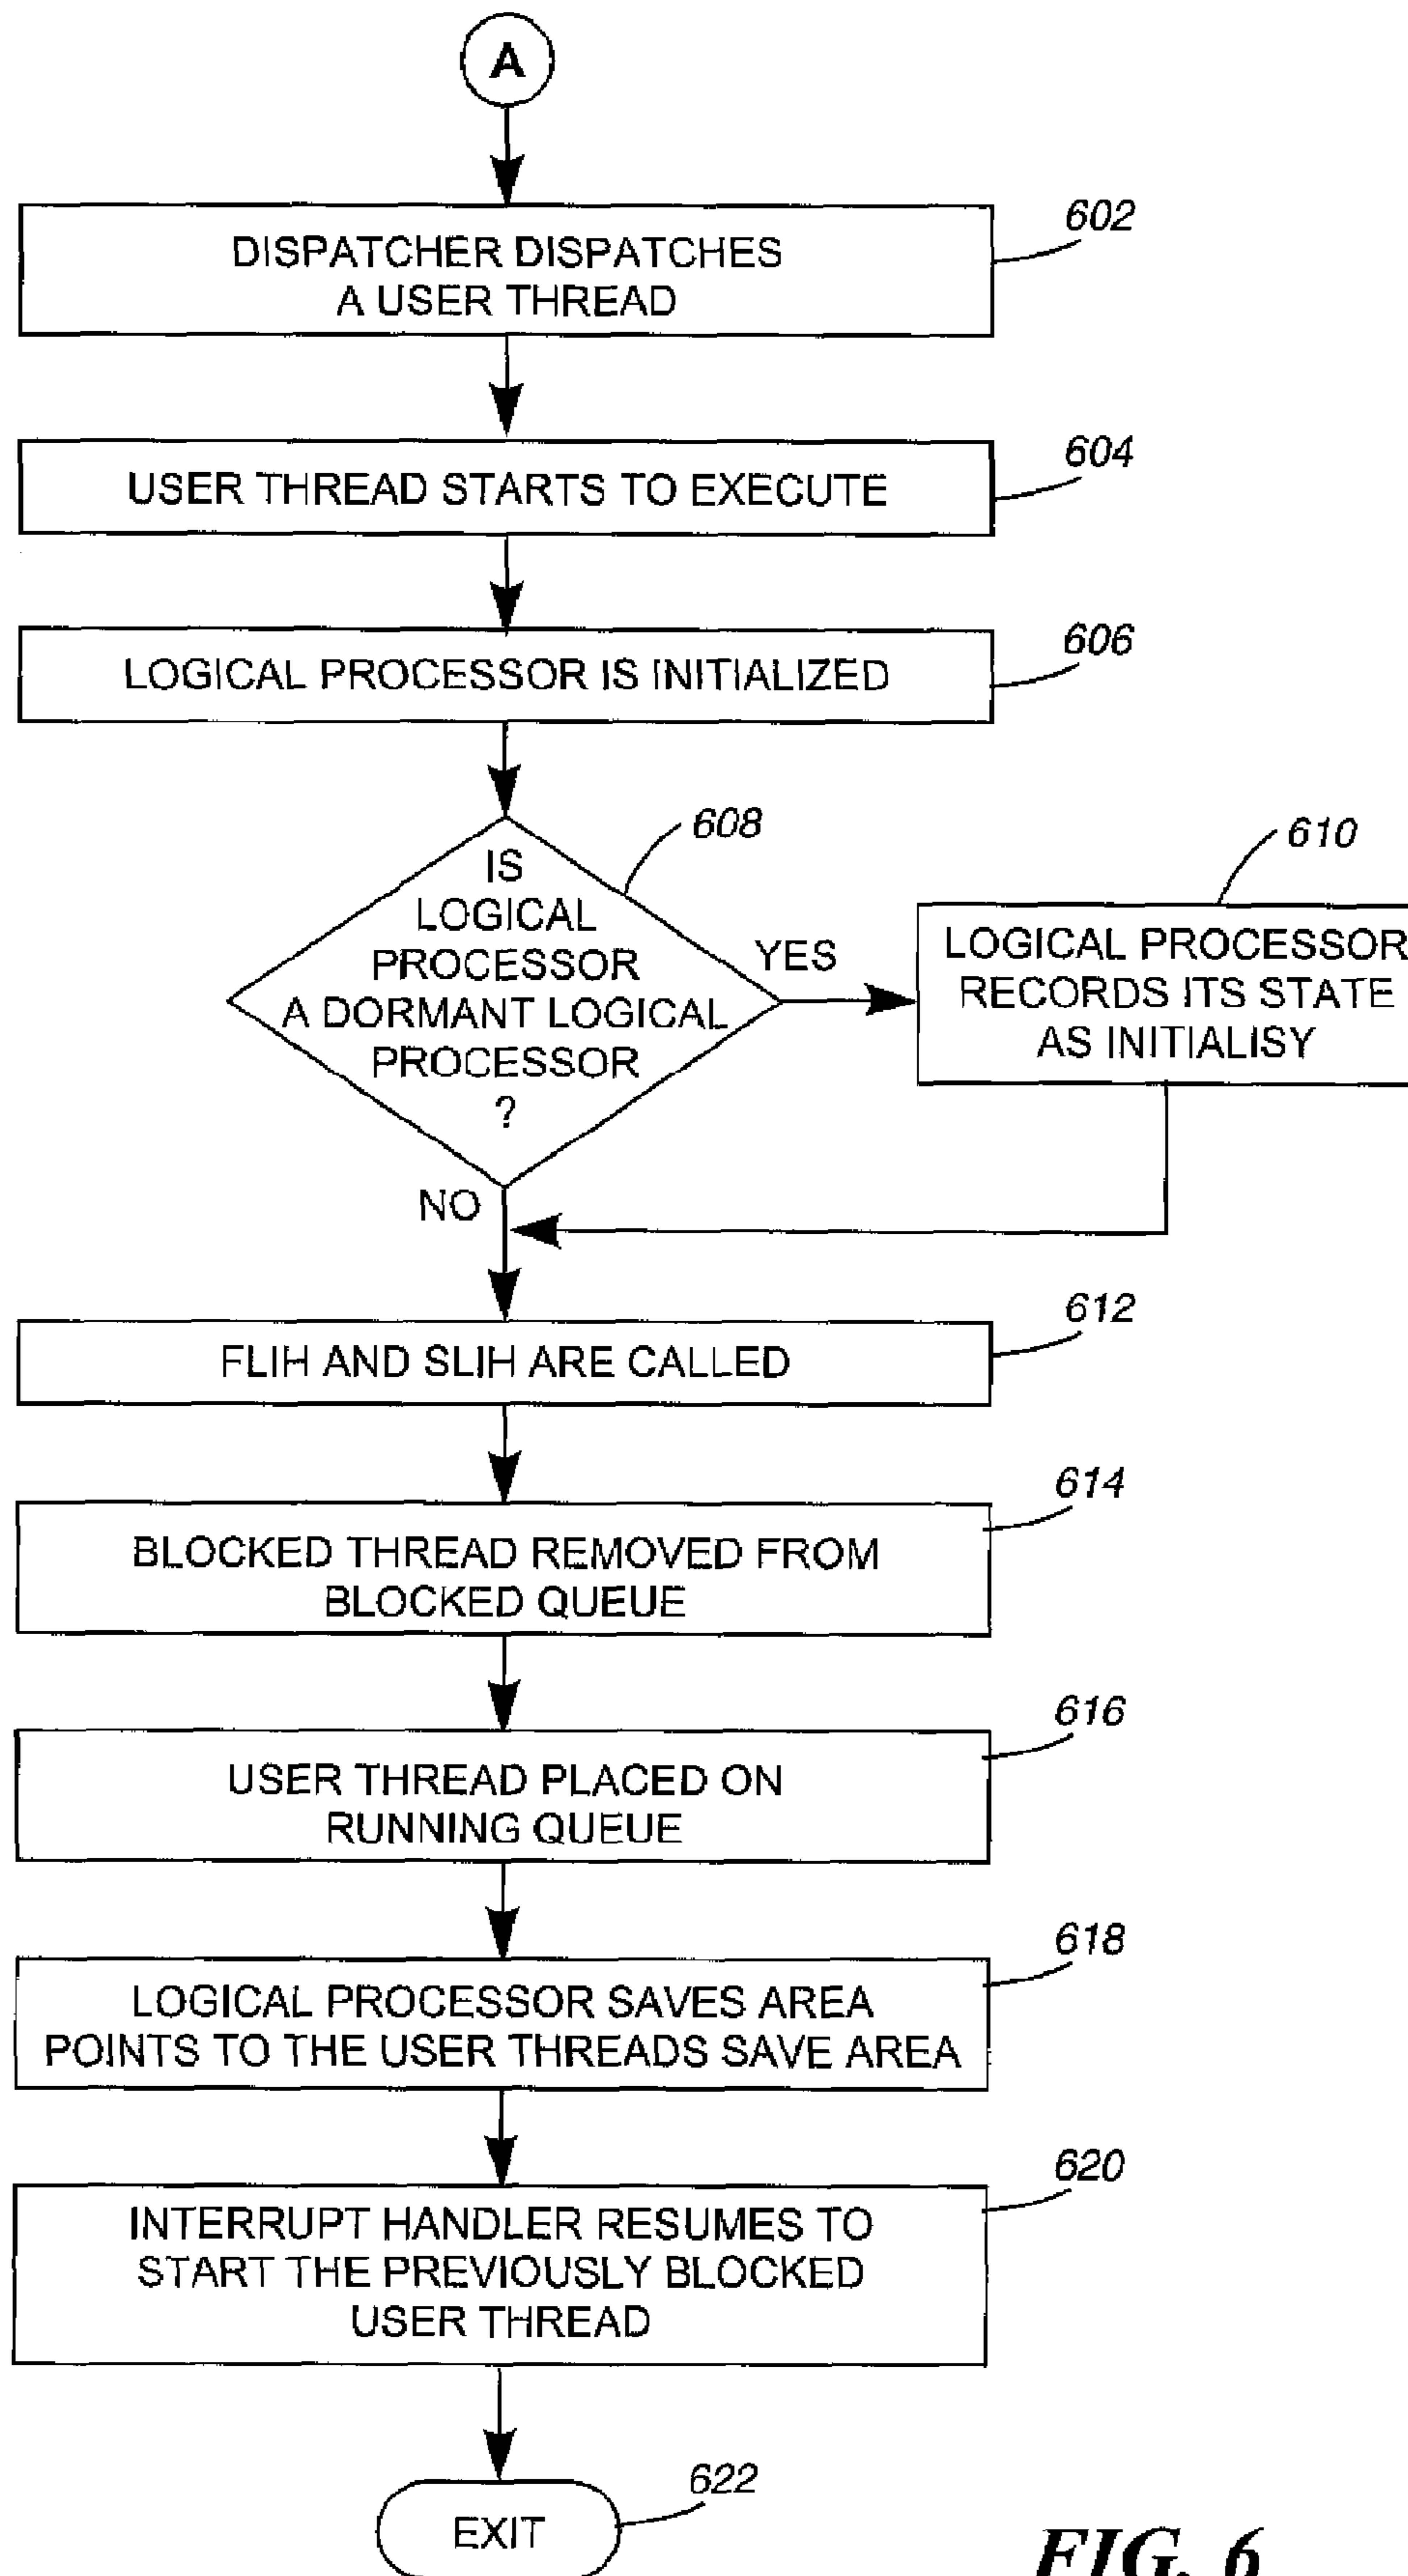 A
602
DISPATCHER DISPATCHES
A USER THREAD
604
USER THREAD STARTS TO EXECUTE
606
LOGICAL PROCESSOR IS INITIALIZED
608
IS
LOGICAL
PROCESSOR
A DORMANT LOGICAL
PROCESSOR
?
YES
610
LOGICAL PROCESSOR
RECORDS ITS STATE
AS INITIALISY
NO
612
FLIH AND SLIH ARE CALLED
614
BLOCKED THREAD REMOVED FROM
BLOCKED QUEUE
616
USER THREAD PLACED ON
RUNNING QUEUE
618
LOGICAL PROCESSOR SAVES AREA
POINTS TO THE USER THREADS SAVE AREA
620
INTERRUPT HANDLER RESUMES TO
START THE PREVIOUSLY BLOCKED
USER THREAD
622
EXIT
FIG. 6